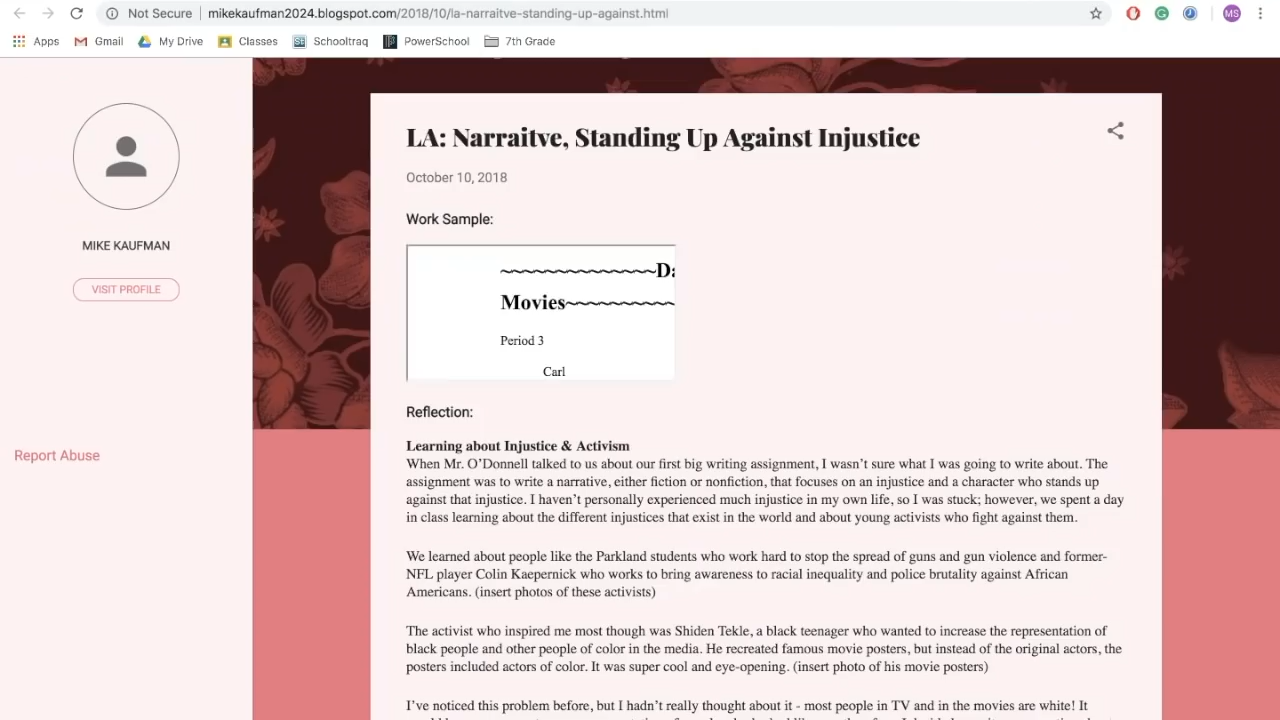 Not Secure | mikekaufman2024.blogspot.com/2018/10/la-narraitve-standing-up-against.html
MS
Apps Gmail My Drive Classes Schooltraq PowerSchool 7th Grade
MIKE KAUFMAN
VISIT PROFILE
Report Abuse
LA: Narraitve, Standing Up Against Injustice
October 10, 2018
Work Sample:
~~~~~~~~~~~~~~Da
Movies~~~~~~~~~~
Period 3
Carl
Reflection:
Learning about Injustice & Activism
When Mr. O’Donnell talked to us about our first big writing assignment, I wasn’t sure what I was going to write about. The
assignment was to write a narrative, either fiction or nonfiction, that focuses on an injustice and a character who stands up
against that injustice. I haven’t personally experienced much injustice in my own life, so I was stuck; however, we spent a day
in class learning about the different injustices that exist in the world and about young activists who fight against them.
We learned about people like the Parkland students who work hard to stop the spread of guns and gun violence and former-
NFL player Colin Kaepernick who works to bring awareness to racial inequality and police brutality against African
Americans. (insert photos of these activists)
The activist who inspired me most though was Shiden Tekle, a black teenager who wanted to increase the representation of
black people and other people of color in the media. He recreated famous movie posters, but instead of the original actors, the
posters included actors of color. It was super cool and eye-opening. (insert photo of his movie posters)
I’ve noticed this problem before, but I hadn’t really thought about it - most people in TV and in the movies are white! It